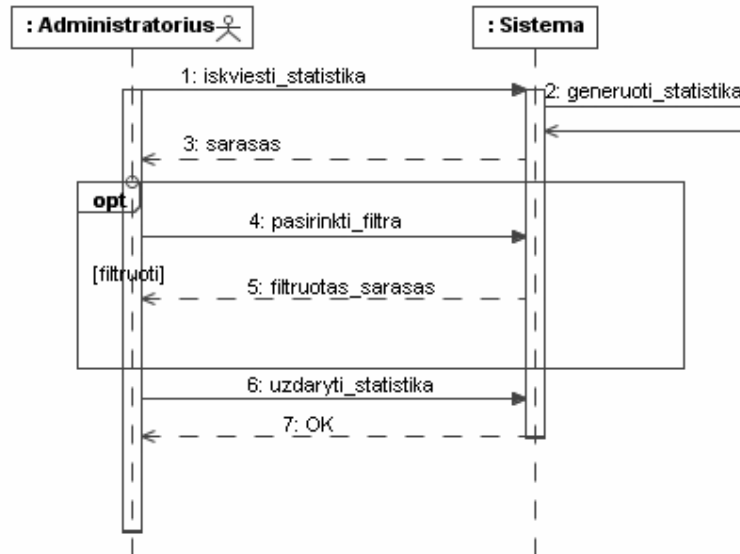 : Administratorius
: Sistema
1: iskviesti_statistika
2: generuoti_statistika
3: sarasas
opt
4: pasirinkti_filtra
[filtruoti]
5: filtruotas_sarasas
6: uzdaryti_statistika
7: OK